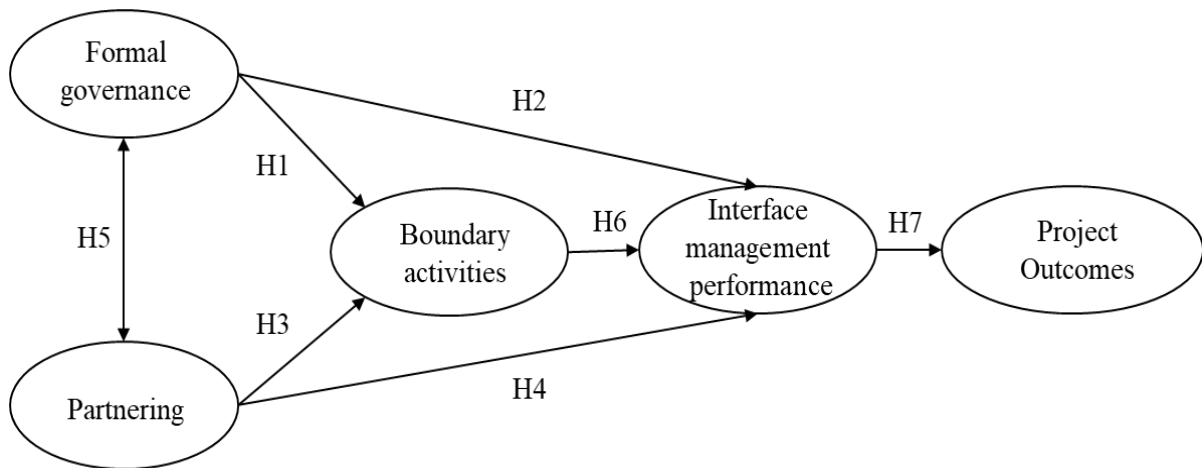 Formal
governance
H2
H1
H5
Boundary
activities
H6
Interface
management
performance
H7
Project
Outcomes
H3
H4
Partnering